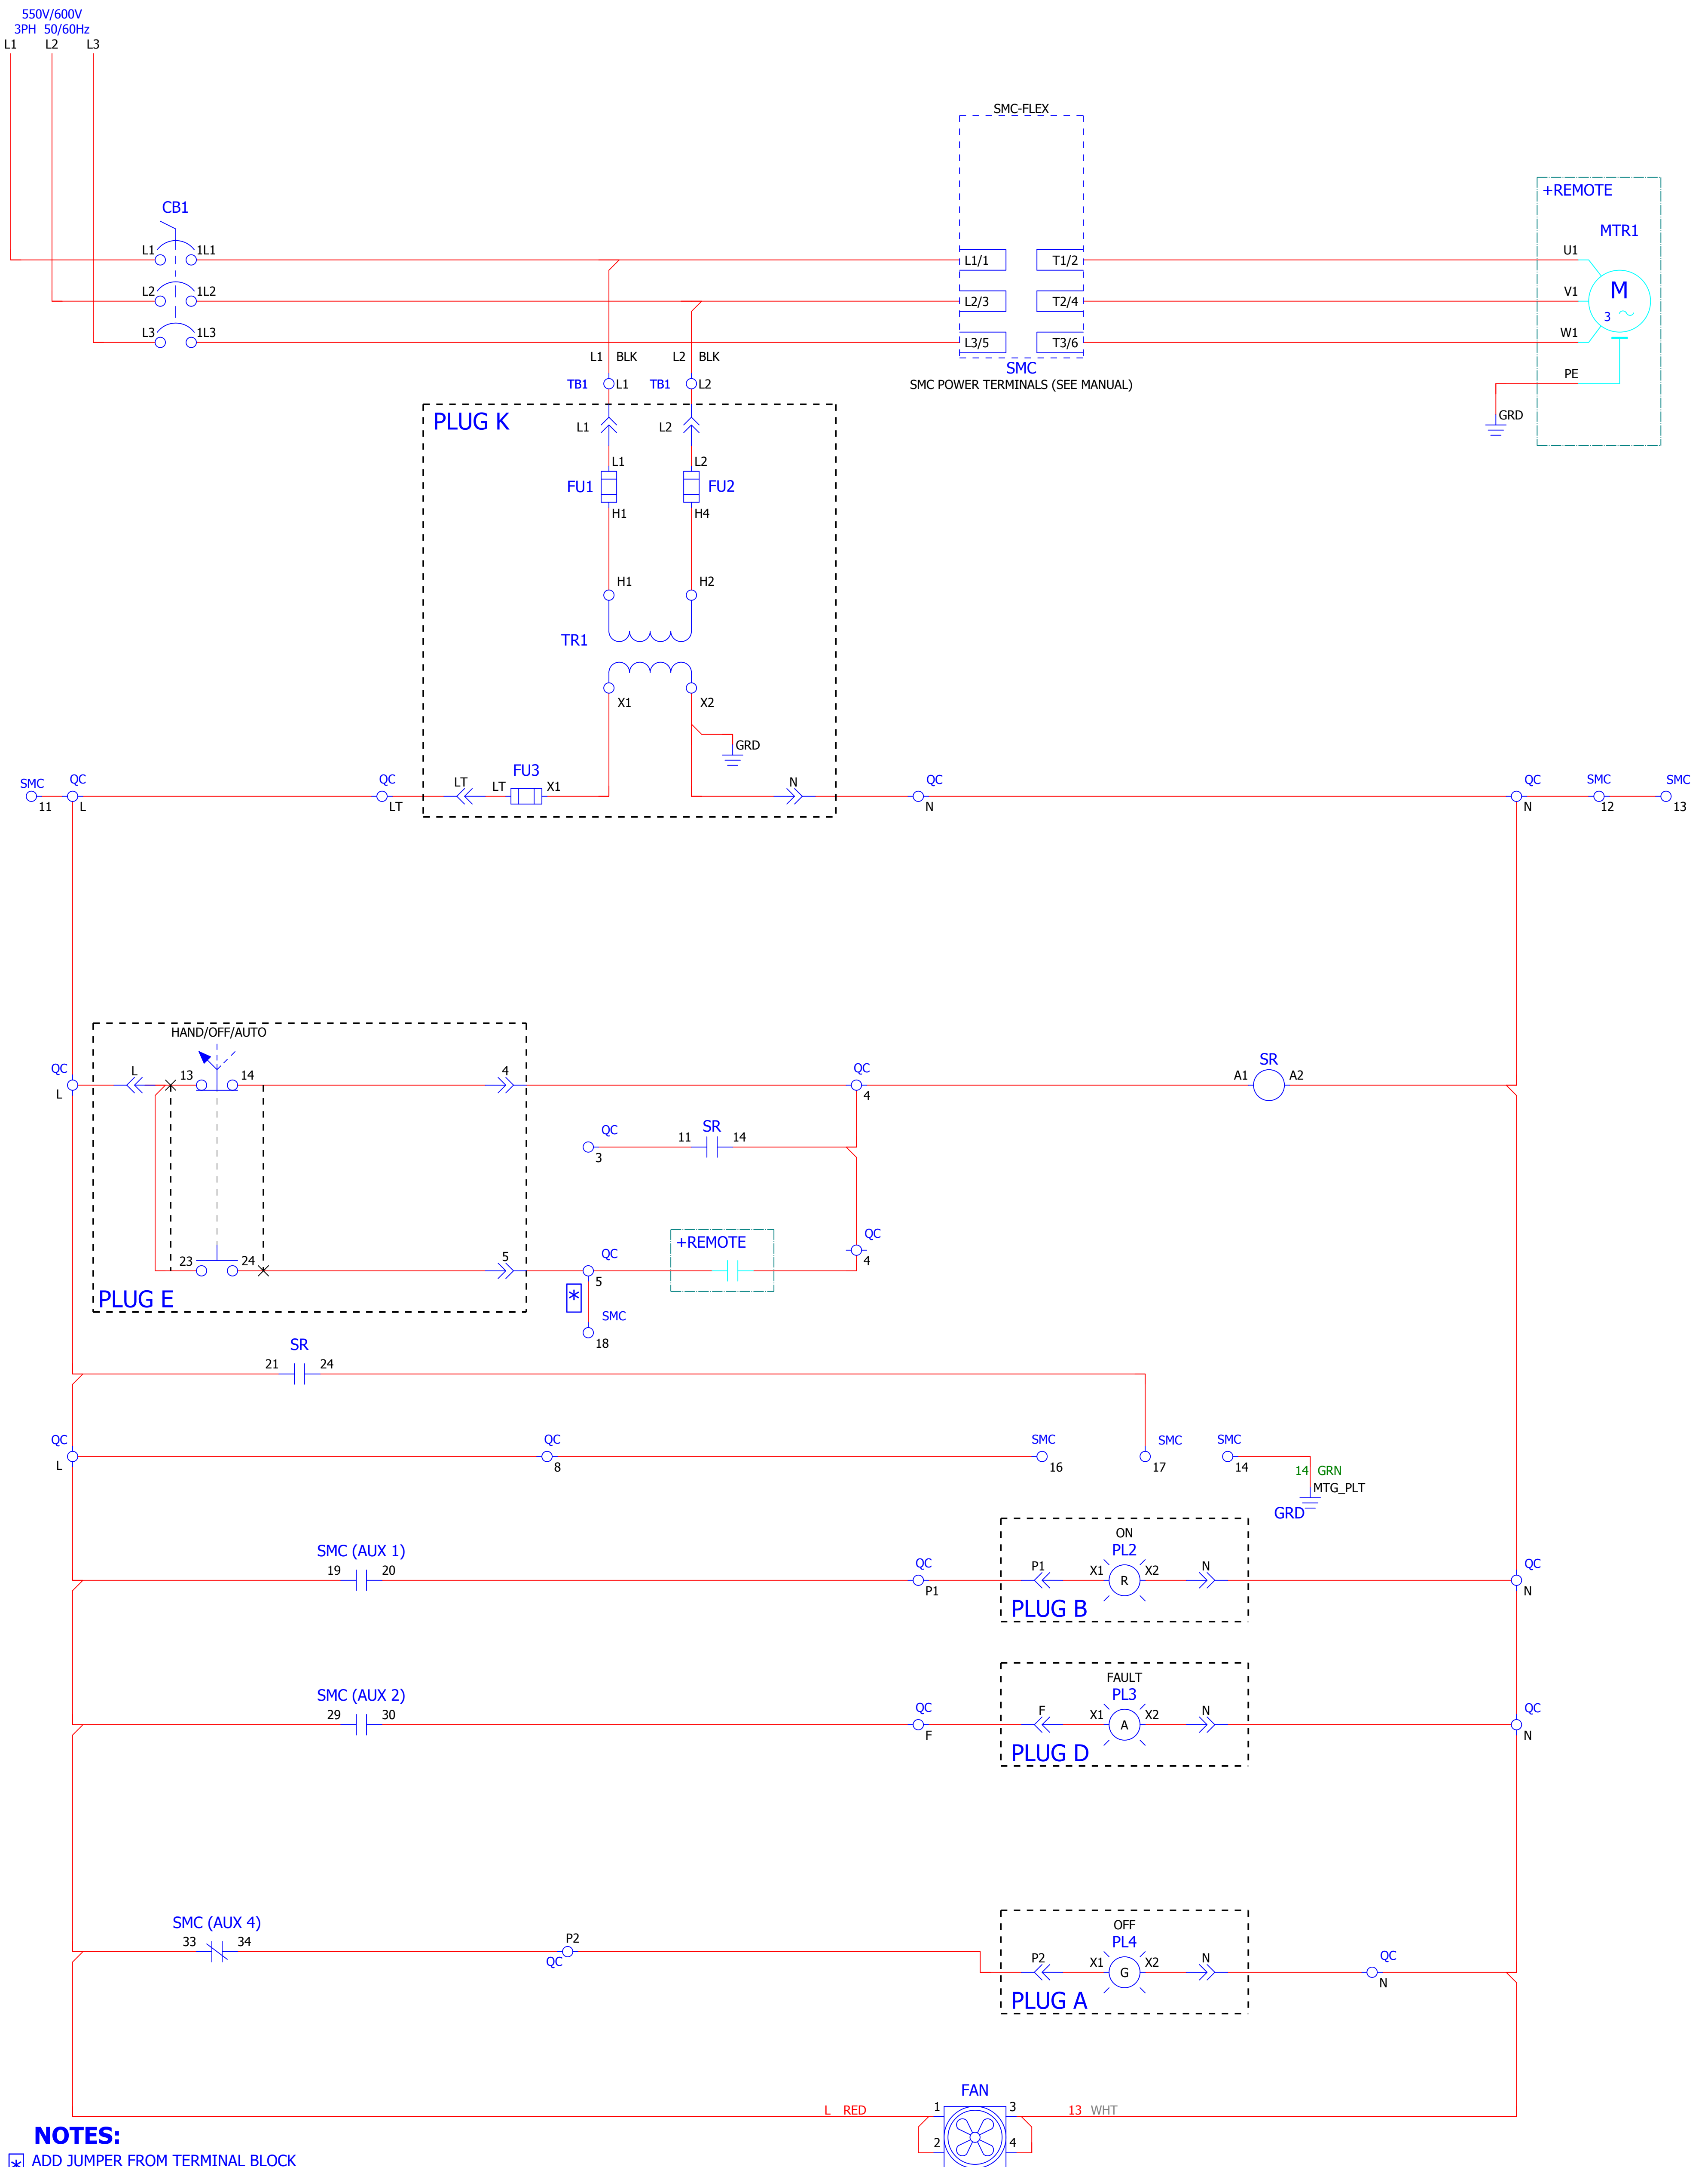 550V/600V
3PH 50/60Hz
L1 L2 L3
SMC-FLEX
+REMOTE
MTR1
CB1
L1 1L1
L2 1L2
L3 1L3
L1/1 T1/2
L2/3 T2/4
L3/5 T3/6
U1
V1
W1
M
3
PE
GRD
SMC
SMC POWER TERMINALS (SEE MANUAL)
L1 BLK L2 BLK
TB1 L1 TB1 L2
PLUG K
L1 L2
L1 L2
FU1 FU2
H1 H4
H1 H2
TR1
X1 X2
GRD
SMC QC QC LT LT FU3 X1 N QC QC SMC SMC
11 L LT N N 12 13
HAND/OFF/AUTO
QC L 13 14 4 QC SR
L 4 A1 A2
QC 11 SR 14
3
QC
4
+REMOTE
23 24 5 QC
5
PLUG E
*
SMC
18
SR
21 24
QC QC SMC SMC SMC
L 8 16 17 14
14 GRN
MTG_PLT
GRD
SMC (AUX 1)
19 20
QC
P1
ON
PL2
P1 X1 R X2 N
PLUG B
QC
N
SMC (AUX 2)
29 30
QC
F
FAULT
PL3
F X1 A X2 N
PLUG D
QC
N
SMC (AUX 4)
33 34
P2
QC
OFF
PL4
P2 X1 G X2 N
PLUG A
QC
N
FAN
L RED 1 3 13 WHT
2 4
NOTES:
* ADD JUMPER FROM TERMINAL BLOCK